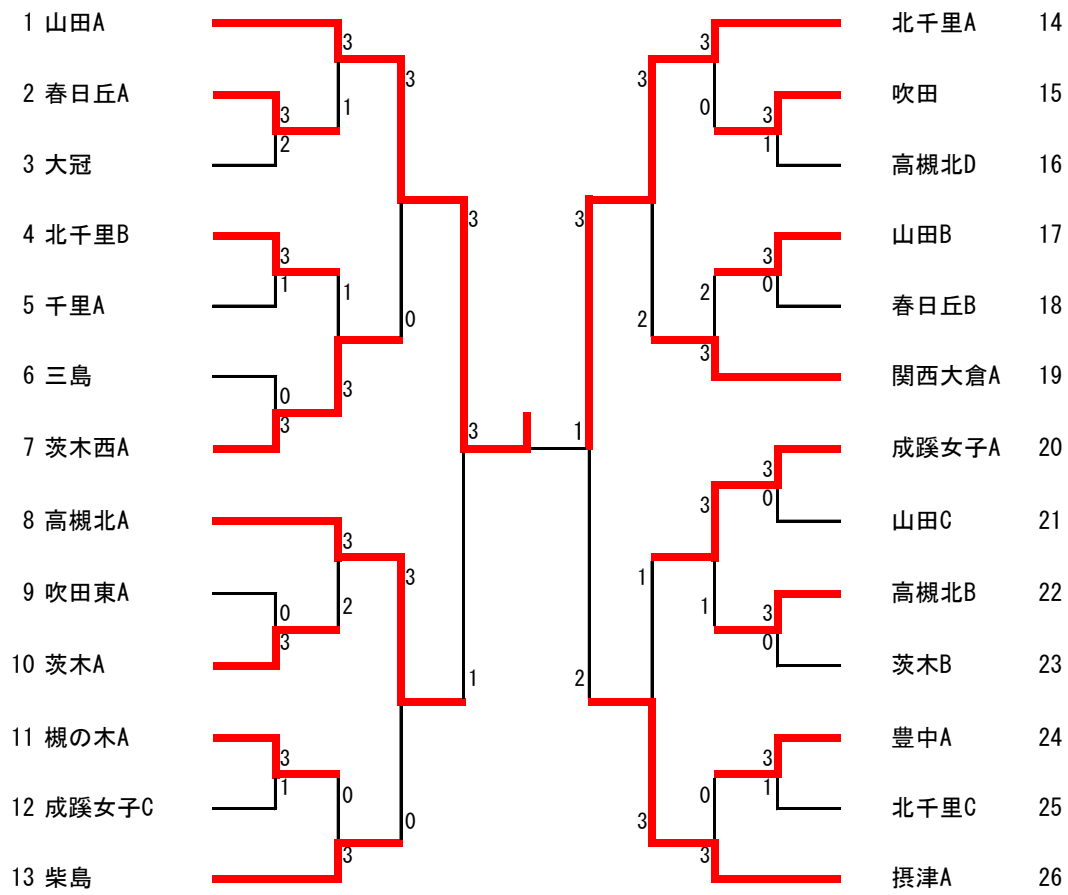 1 山田A 3 3 北千里A 14
3 3
2 春日丘A 3 1 0 3 吹田 15
2 1
3 大冠 高槻北D 16
3 3
4 北千里B 3 3 山田B 17
1 1 2 0
5 千里A 0 2 春日丘B 18
3
6 三島 0 3 関西大倉A 19
3
7 茨木西A 3 1 成蹊女子A 20
3
0
8 高槻北A 3 3 山田C 21
3 1
9 吹田東A 0 2 1 3 高槻北B 22
3 0
10 茨木A 1 2 茨木B 23
11 槻の木A 3 3 豊中A 24
1 0 0 1
12 成蹊女子C 0 3 北千里C 25
3 3
13 柴島 摂津A 26